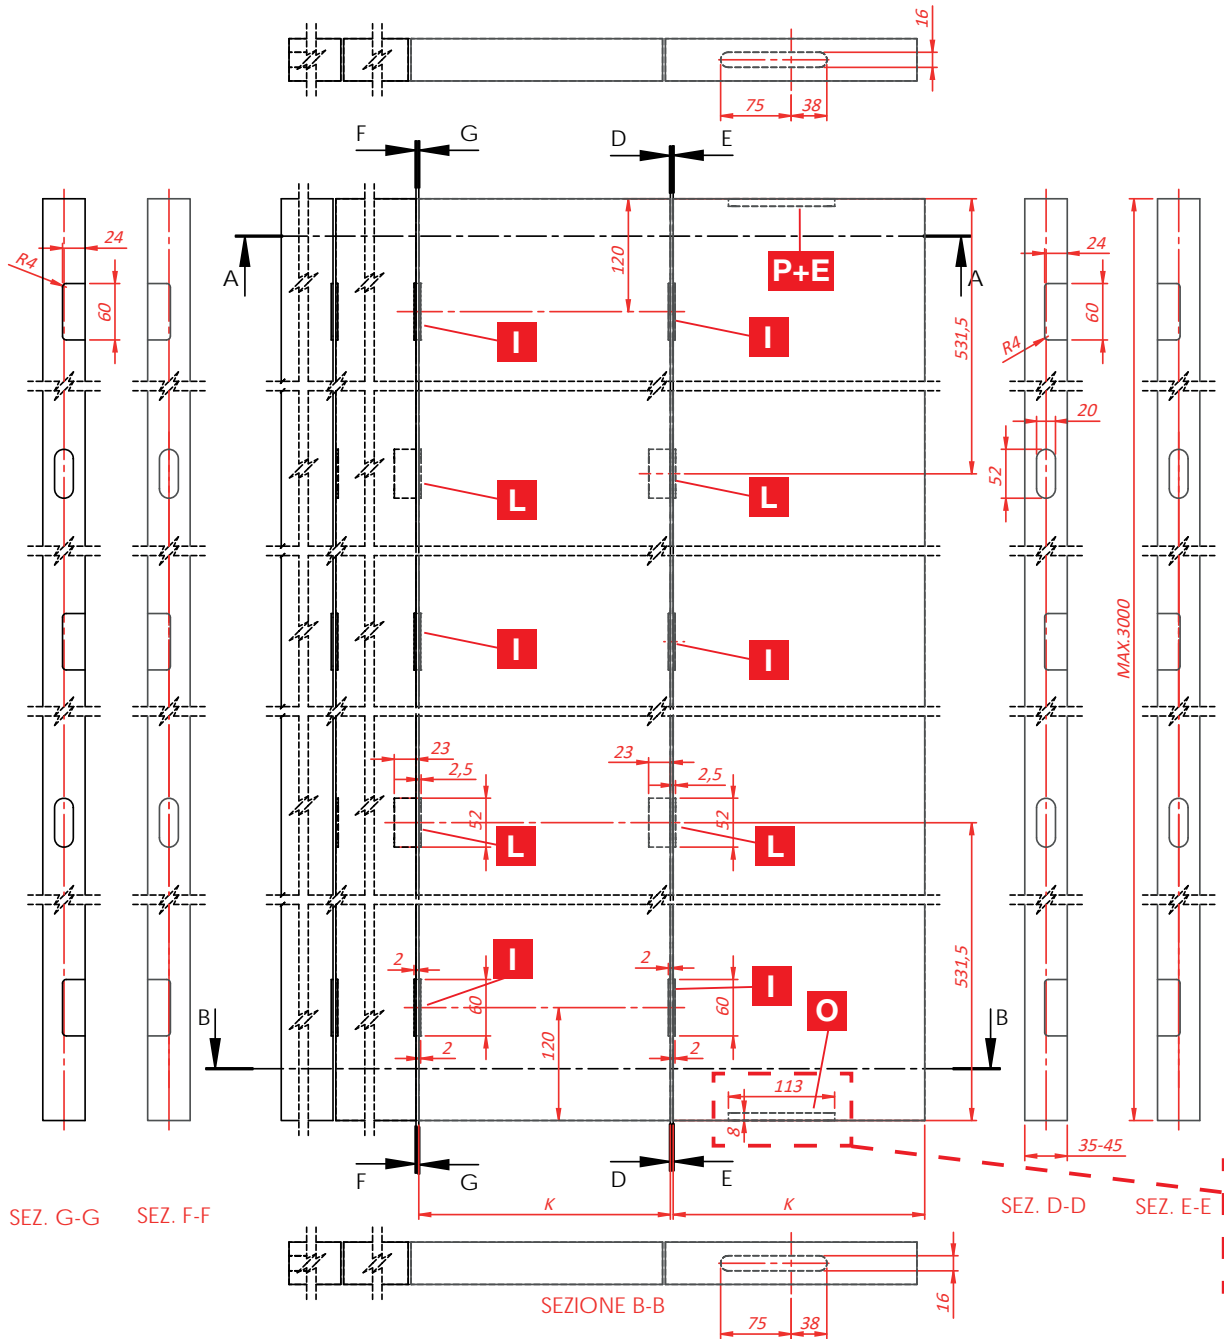 16
75 38
F G D E
24
R4
60
A A
120
P+E
531,5
I I
24
60
R4
20
52
L L
MAX.3000
I I
23 2,5
52
23 2,5
52
L L
I I
2 2
60 60
531,5
O
B B
120
2 2
113
8
35-45
F G D E
K K
SEZ. G-G SEZ. F-F SEZ. D-D SEZ. E-E
SEZIONE B-B
16
75 38